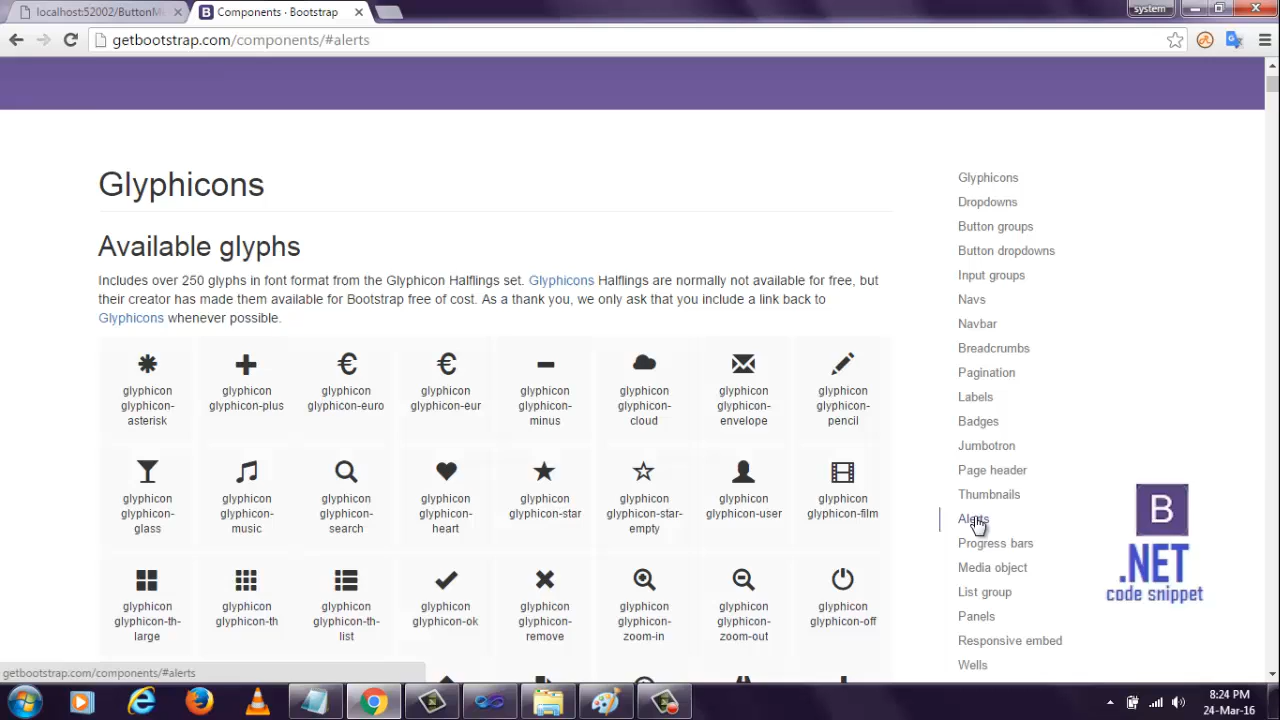 localhost:52002/ButtonM
Components · Bootstrap
system
getbootstrap.com/components/#alerts
Glyphicons
Available glyphs
Includes over 250 glyphs in font format from the Glyphicon Halflings set. Glyphicons Halflings are normally not available for free, but
their creator has made them available for Bootstrap free of cost. As a thank you, we only ask that you include a link back to
Glyphicons whenever possible.
glyphicon
glyphicon-
asterisk
glyphicon
glyphicon-plus
glyphicon
glyphicon-euro
glyphicon
glyphicon-eur
glyphicon
glyphicon-
minus
glyphicon
glyphicon-
cloud
glyphicon
glyphicon-
envelope
glyphicon
glyphicon-
pencil
glyphicon
glyphicon-
glass
glyphicon
glyphicon-
music
glyphicon
glyphicon-
search
glyphicon
glyphicon-
heart
glyphicon
glyphicon-star
glyphicon
glyphicon-star-
empty
glyphicon
glyphicon-user
glyphicon
glyphicon-film
glyphicon
glyphicon-th-
large
glyphicon
glyphicon-th
glyphicon
glyphicon-th-
list
glyphicon
glyphicon-ok
glyphicon
glyphicon-
remove
glyphicon
glyphicon-
zoom-in
glyphicon
glyphicon-
zoom-out
glyphicon
glyphicon-off
Glyphicons
Dropdowns
Button groups
Button dropdowns
Input groups
Navs
Navbar
Breadcrumbs
Pagination
Labels
Badges
Jumbotron
Page header
Thumbnails
Alerts
Progress bars
Media object
List group
Panels
Responsive embed
Wells
B
.NET
code snippet
getbootstrap.com/components/#alerts
8:24 PM
24-Mar-16